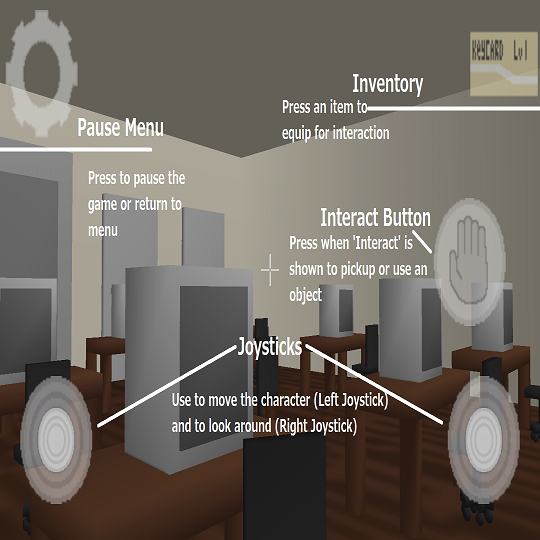 KEYCARD Lv1
Inventory
Press an item to
equip for interaction
Pause Menu
Press to pause the
game or return to
menu
Interact Button
Press when 'Interact' is
shown to pickup or use an
object
Joysticks
Use to move the character (Left Joystick)
and to look around (Right Joystick)